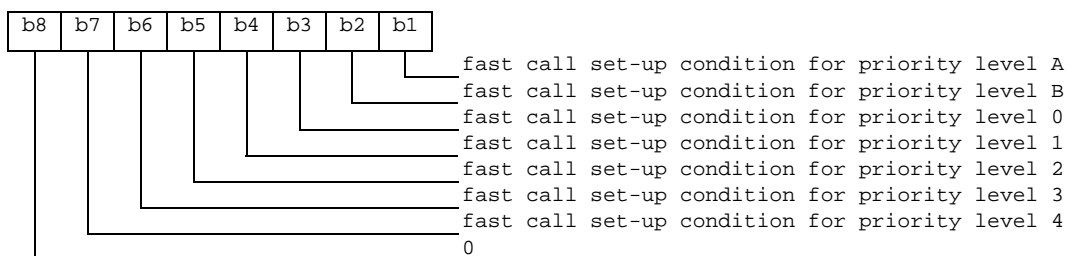 b8 b7 b6 b5 b4 b3 b2 b1
fast call set-up condition for priority level A
fast call set-up condition for priority level B
fast call set-up condition for priority level 0
fast call set-up condition for priority level 1
fast call set-up condition for priority level 2
fast call set-up condition for priority level 3
fast call set-up condition for priority level 4
0